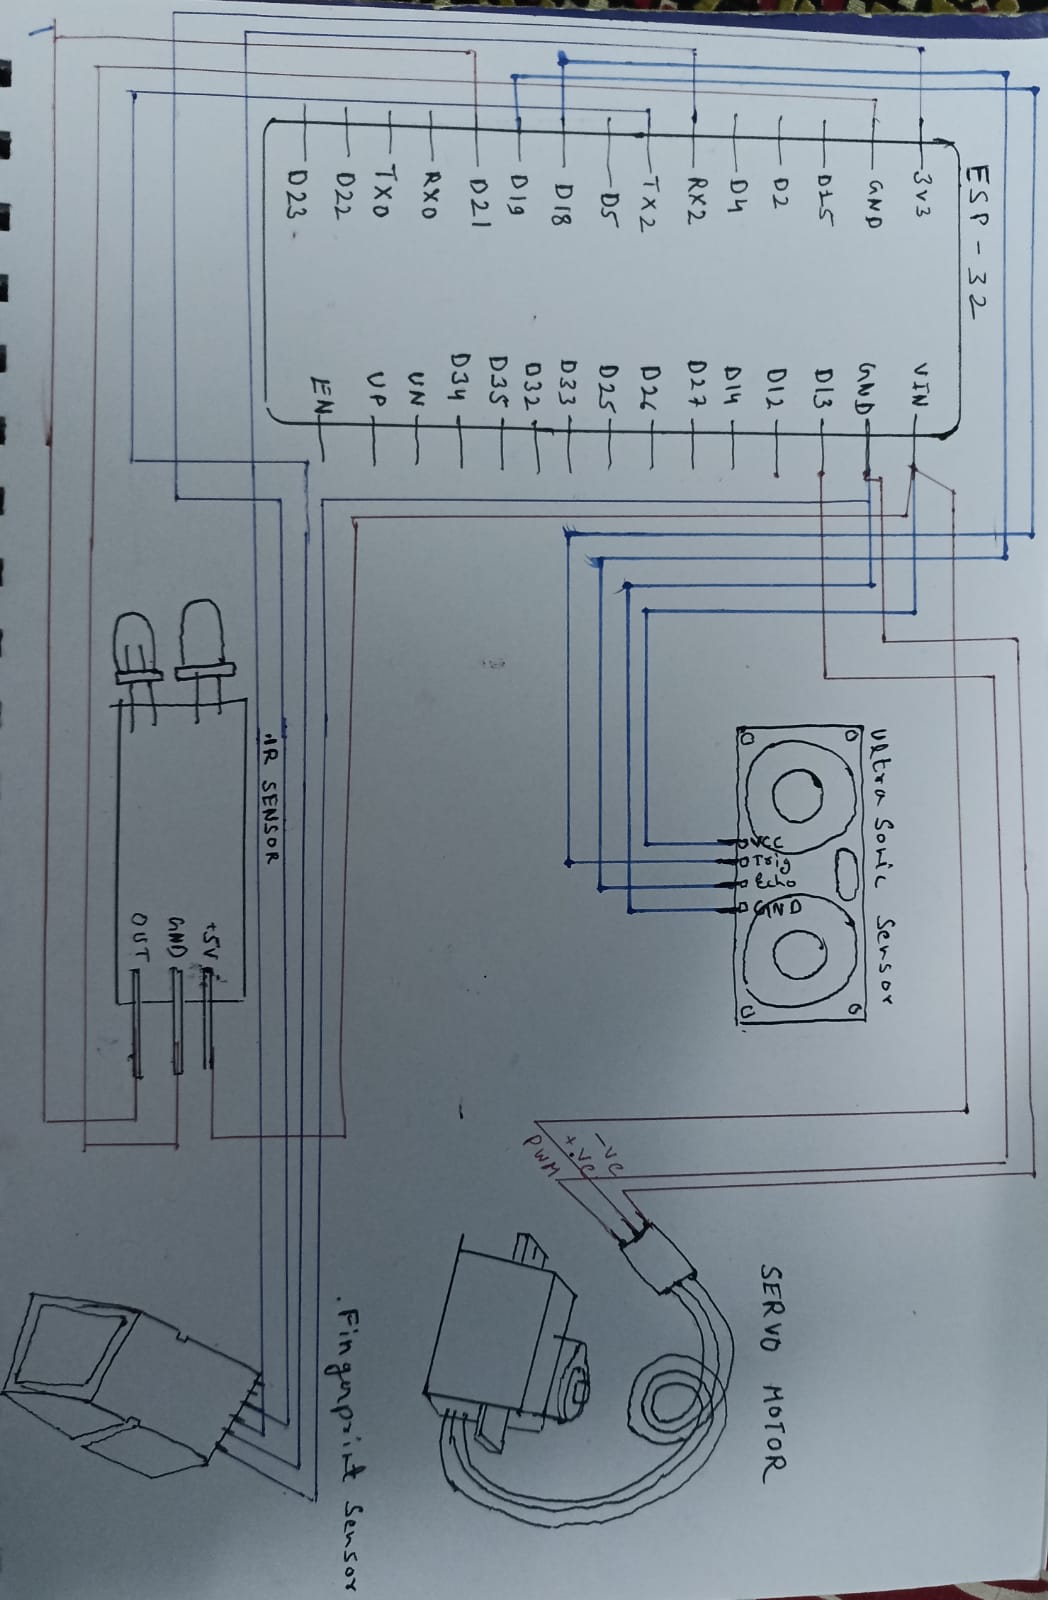 ESP-32
3V3
GND
D15
D2
D4
RX2
TX2
D5
D18
D19
D21
RX0
TX0
D22
D23
VIN
GND
D13
D12
D14
D27
D26
D25
D33
D32
D35
D34
VN
VP
EN
Ultra Sonic Sensor
VCC
Trig
Echo
GND
IR SENSOR
+5V
GND
OUT
-ve
+ve
PWM
SERVO MOTOR
Fingerprint Sensor